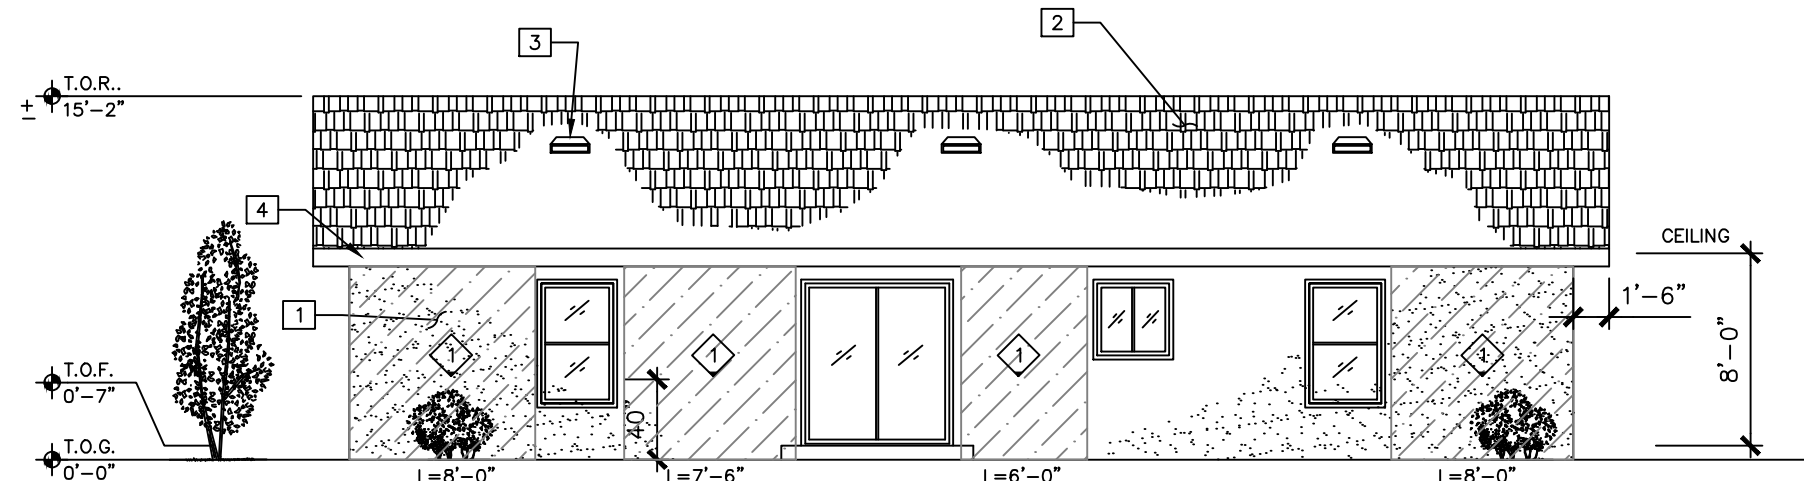 2
3
T.O.R..
± 15'-2"
4
CEILING
1'-6"
1
1
1
1
1
8'-0"
T.O.F.
0'-7"
40"
T.O.G.
0'-0"
L=8'-0"
L=7'-6"
L=6'-0"
L=8'-0"